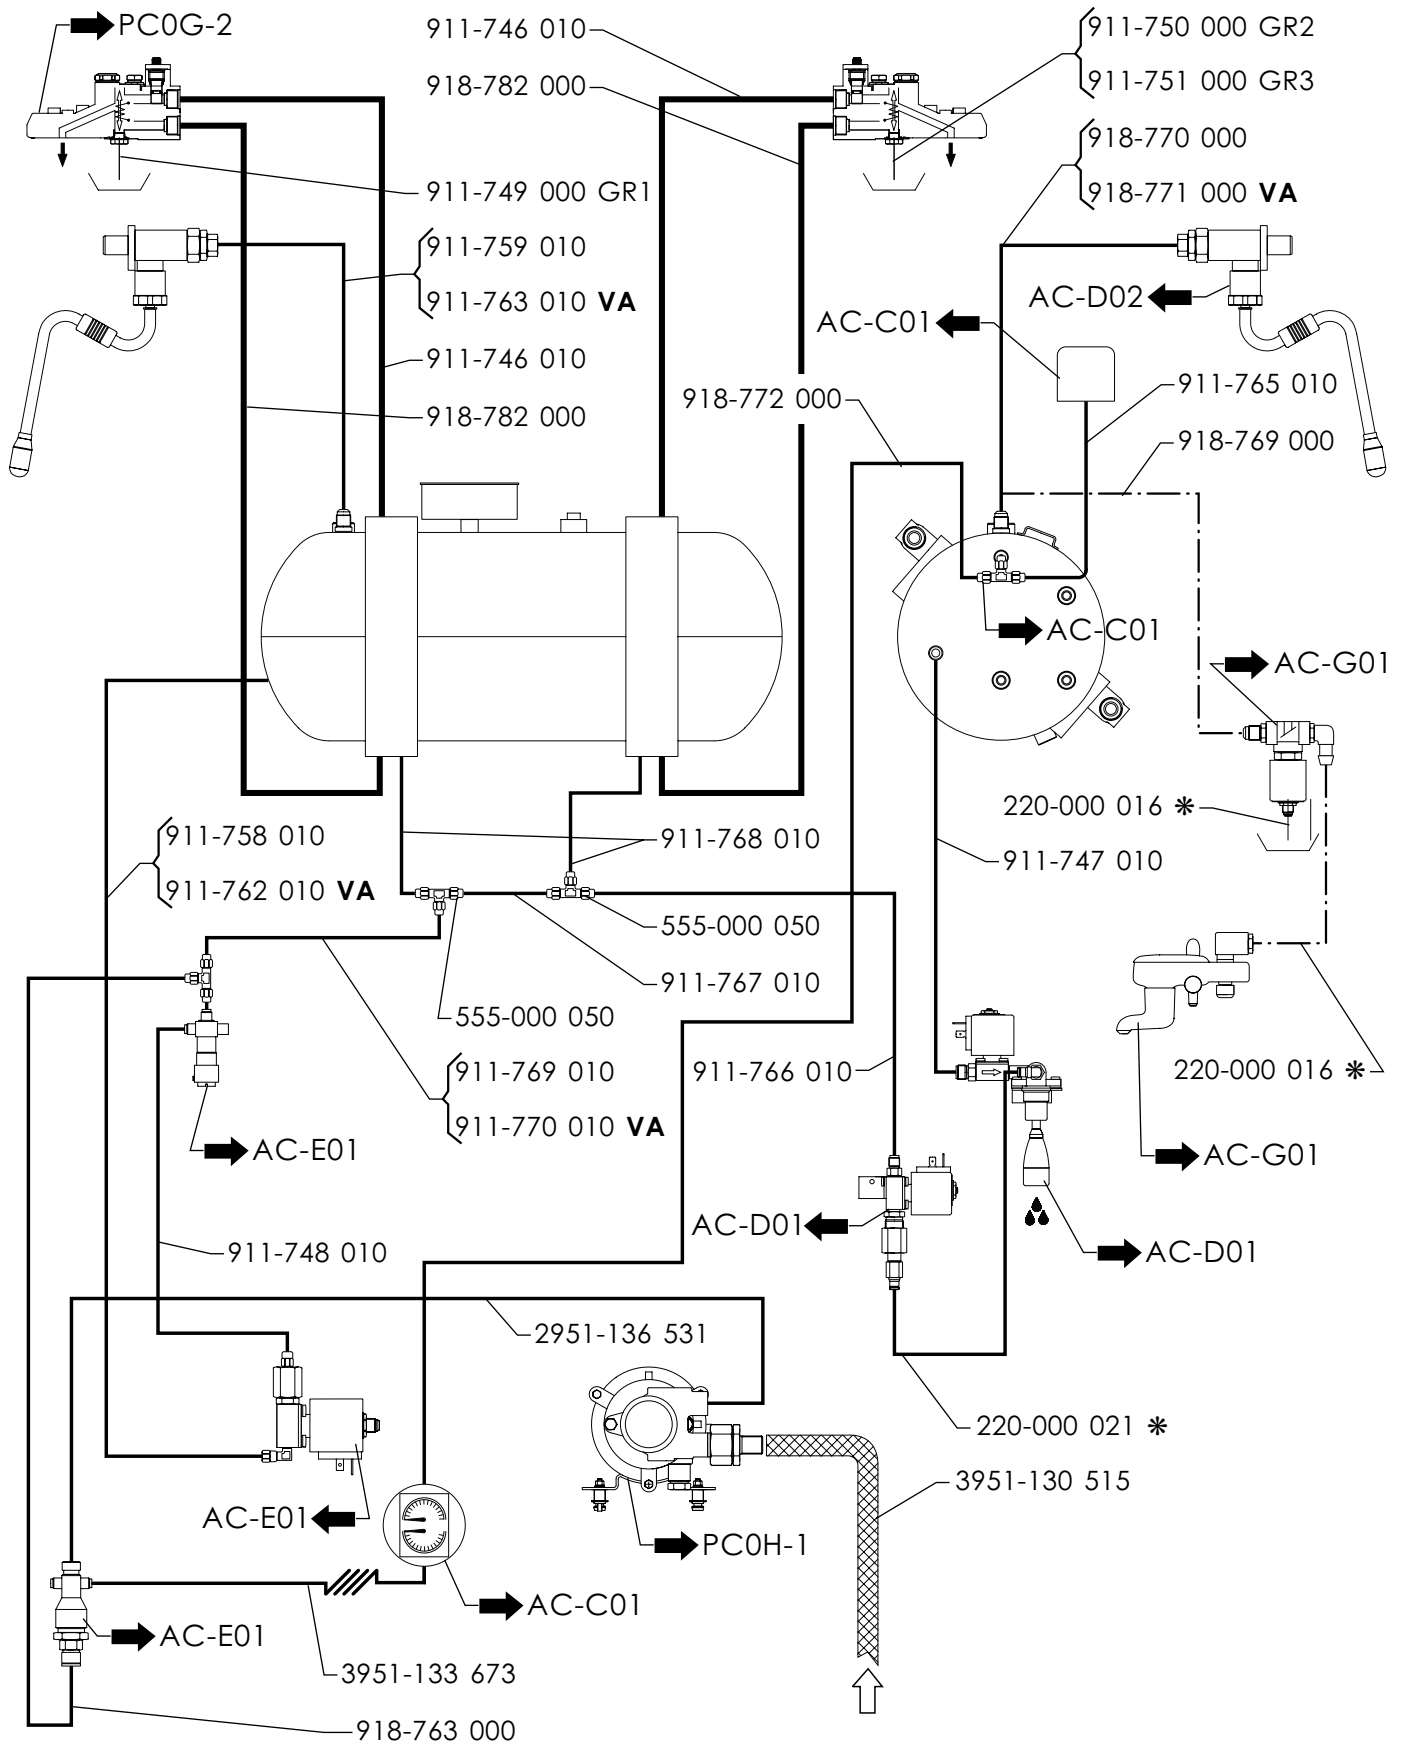 PC0G-2
911-746 010
911-750 000 GR2
918-782 000
911-751 000 GR3
918-770 000
911-749 000 GR1
918-771 000 VA
911-759 010
911-763 010 VA
AC-D02
AC-C01
911-746 010
911-765 010
918-772 000
918-782 000
918-769 000
AC-C01
AC-G01
220-000 016 ❋
911-758 010
911-768 010
911-747 010
911-762 010 VA
555-000 050
911-767 010
555-000 050
911-769 010
911-766 010
220-000 016 ❋
911-770 010 VA
AC-E01
AC-G01
AC-D01
911-748 010
AC-D01
2951-136 531
220-000 021 ❋
3951-130 515
AC-E01
PC0H-1
AC-C01
AC-E01
3951-133 673
918-763 000